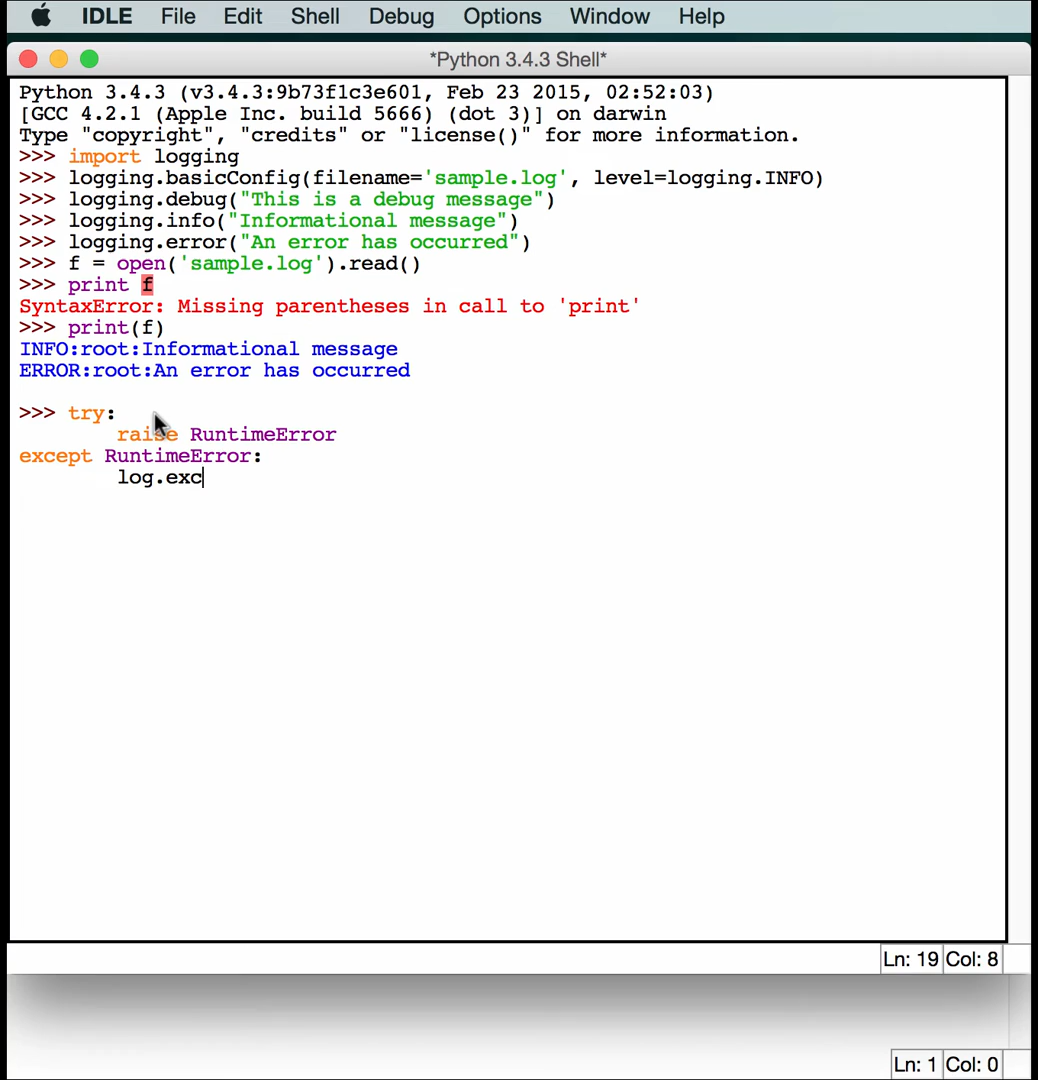 IDLE File Edit Shell Debug Options Window Help
*Python 3.4.3 Shell*
Python 3.4.3 (v3.4.3:9b73f1c3e601, Feb 23 2015, 02:52:03)
[GCC 4.2.1 (Apple Inc. build 5666) (dot 3)] on darwin
Type "copyright", "credits" or "license()" for more information.
>>> import logging
>>> logging.basicConfig(filename='sample.log', level=logging.INFO)
>>> logging.debug("This is a debug message")
>>> logging.info("Informational message")
>>> logging.error("An error has occurred")
>>> f = open('sample.log').read()
>>> print f
SyntaxError: Missing parentheses in call to 'print'
>>> print(f)
INFO:root:Informational message
ERROR:root:An error has occurred
>>> try:
raise RuntimeError
except RuntimeError:
log.exc
Ln: 19 Col: 8
Ln: 1 Col: 0